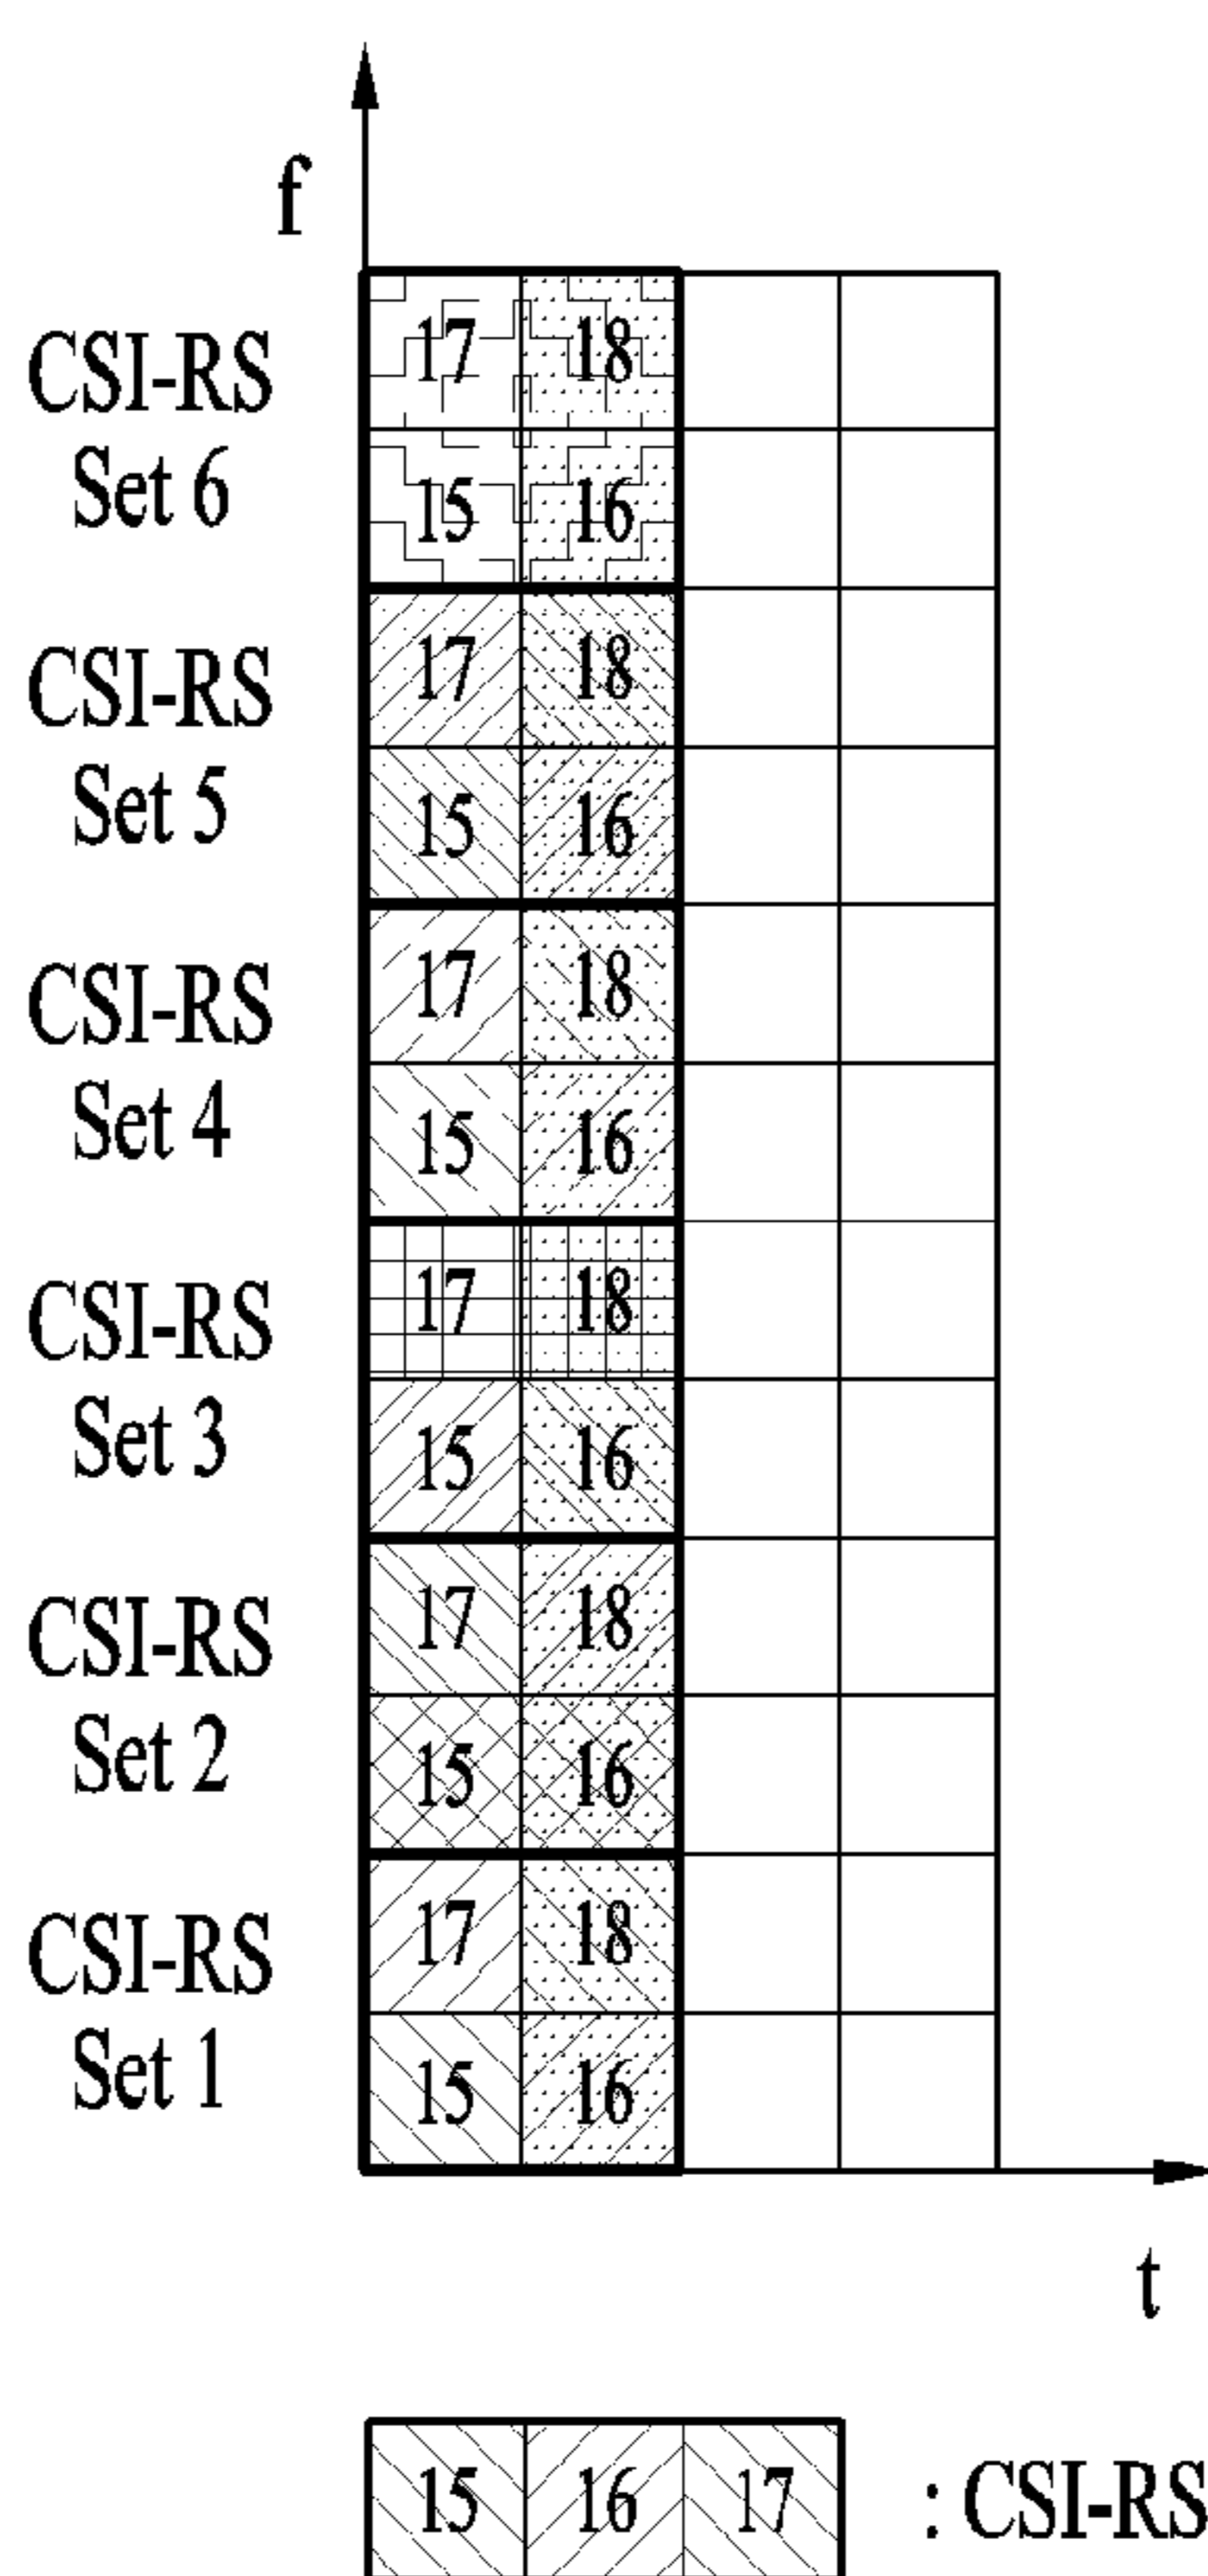 f
17 18
CSI-RS
Set 6
15 16
17 18
CSI-RS
Set 5
15 16
17 18
CSI-RS
Set 4
15 16
17 18
CSI-RS
Set 3
15 16
17 18
CSI-RS
Set 2
15 16
17 18
CSI-RS
Set 1
15 16
t
15 16 17 : CSI-RS